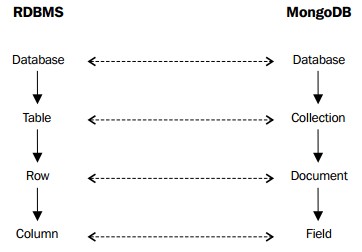 RDBMS MongoDB
Database Database
Table Collection
Row Document
Column Field